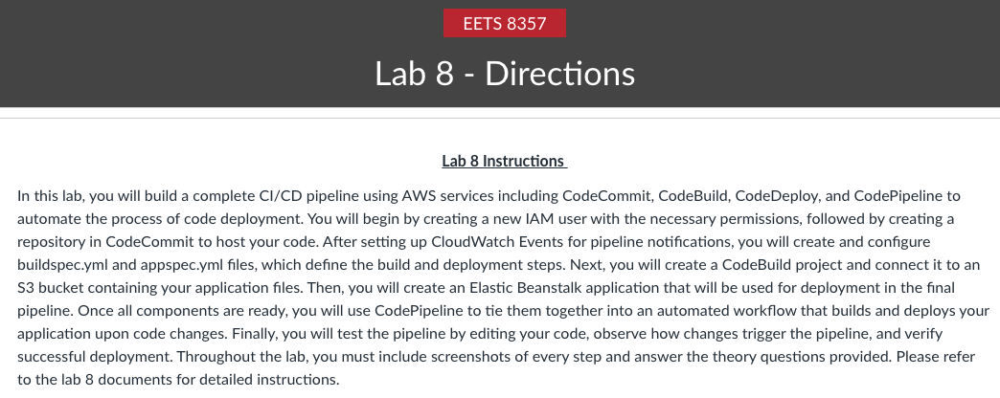 EETS 8357
Lab 8 - Directions
Lab 8 Instructions
In this lab, you will build a complete CI/CD pipeline using AWS services including CodeCommit, CodeBuild, CodeDeploy, and CodePipeline to
automate the process of code deployment. You will begin by creating a new IAM user with the necessary permissions, followed by creating a
repository in CodeCommit to host your code. After setting up CloudWatch Events for pipeline notifications, you will create and configure
buildspec.yml and appspec.yml files, which define the build and deployment steps. Next, you will create a CodeBuild project and connect it to an
S3 bucket containing your application files. Then, you will create an Elastic Beanstalk application that will be used for deployment in the final
pipeline. Once all components are ready, you will use CodePipeline to tie them together into an automated workflow that builds and deploys your
application upon code changes. Finally, you will test the pipeline by editing your code, observe how changes trigger the pipeline, and verify
successful deployment. Throughout the lab, you must include screenshots of every step and answer the theory questions provided. Please refer
to the lab 8 documents for detailed instructions.